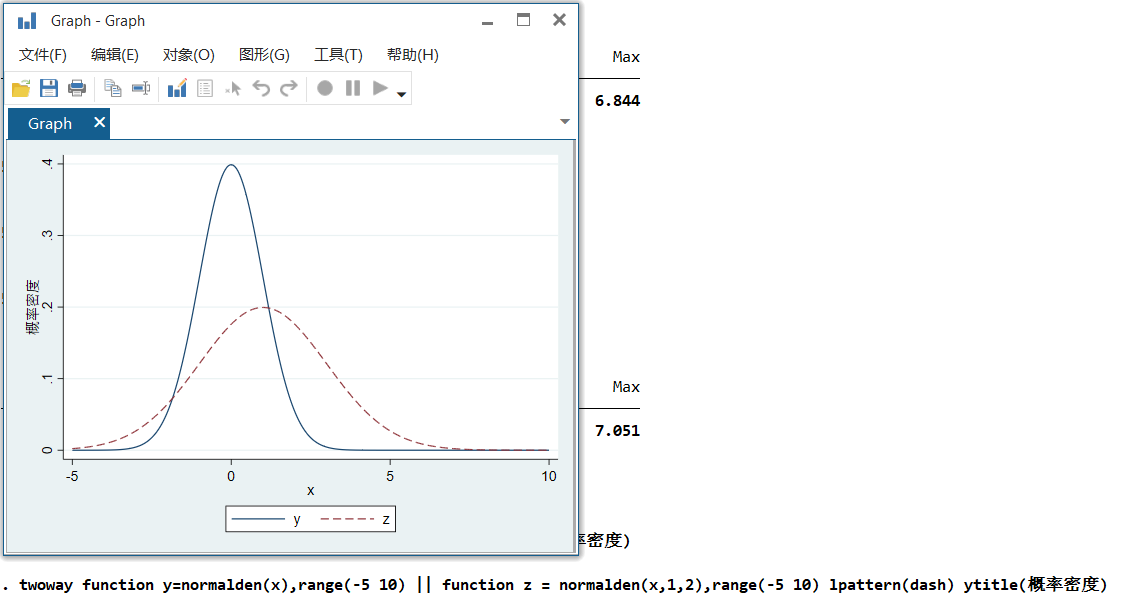 Graph - Graph
文件(F) 编辑(E) 对象(O) 图形(G) 工具(T) 帮助(H)
Graph
Max
6.844
.4
.3
.2
.1
0
概率密度
-5 0 5 10
x
y z
Max
7.051
密度)
. twoway function y=normalden(x),range(-5 10) || function z = normalden(x,1,2),range(-5 10) lpattern(dash) ytitle(概率密度)